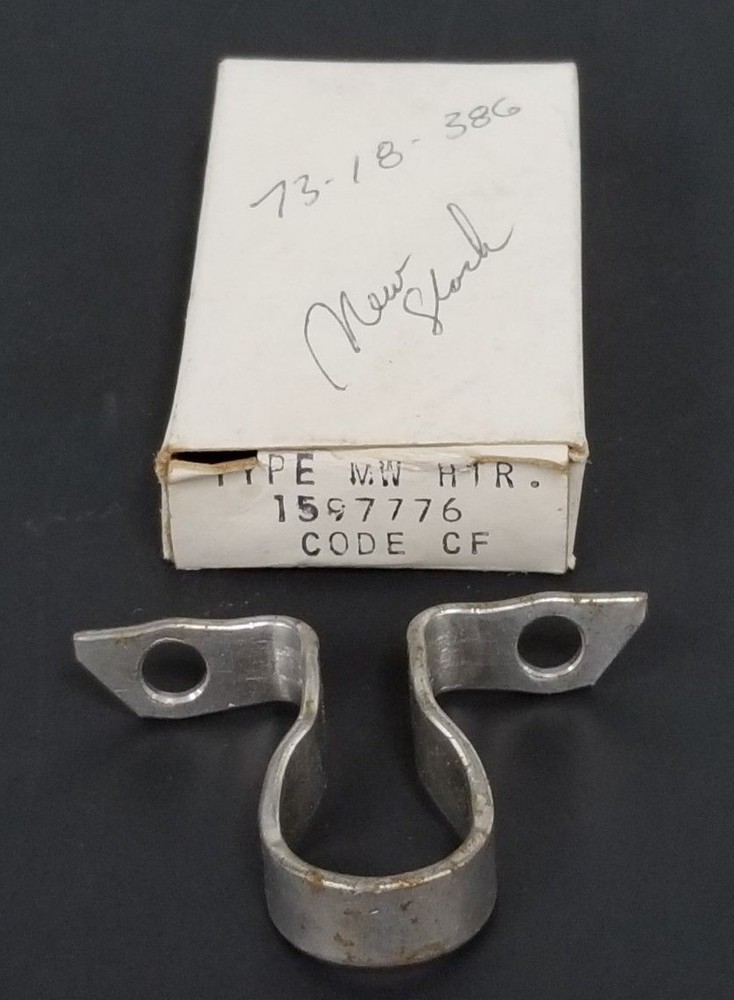 73-18-386
New
Stock
TYPE MW HTR.
1597776
CODE CF